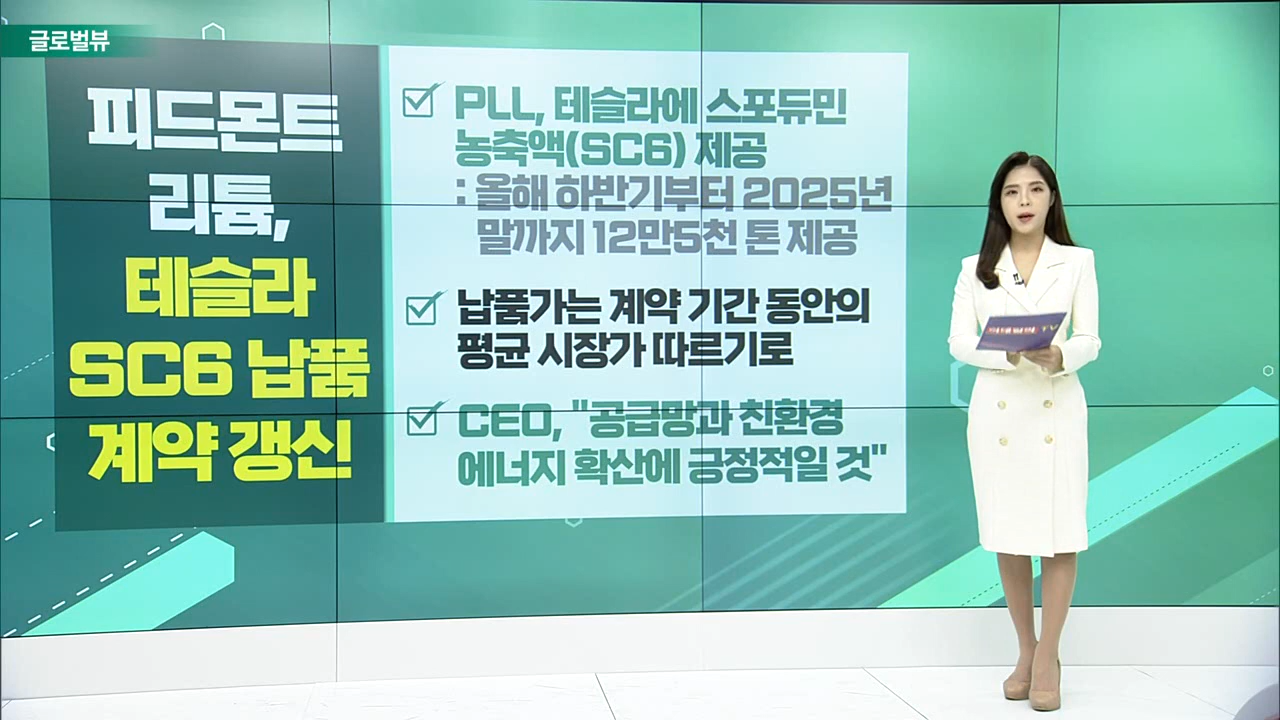 글로벌뷰
피드몬트
리튬,
테슬라
SC6 납품
계약 갱신
PLL, 테슬라에 스포듀민
농축액(SC6) 제공
: 올해 하반기부터 2025년
말까지 12만5천 톤 제공
납품가는 계약 기간 동안의
평균 시장가 따르기로
CEO, "공급망과 친환경
에너지 확산에 긍정적일 것"
이데일리 TV